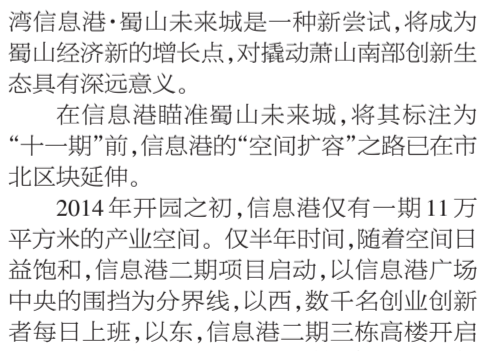 湾信息港·蜀山未来城是一种新尝试,将成为
蜀山经济新的增长点,对撬动萧山南部创新生
态具有深远意义。
在信息港瞄准蜀山未来城,将其标注为
“十一期”前,信息港的“空间扩容”之路已在市
北区块延伸。
2014年开园之初,信息港仅有一期11万
平方米的产业空间。仅半年时间,随着空间日
益饱和,信息港二期项目启动,以信息港广场
中央的围挡为分界线,以西,数千名创业创新
者每日上班,以东,信息港二期三栋高楼开启